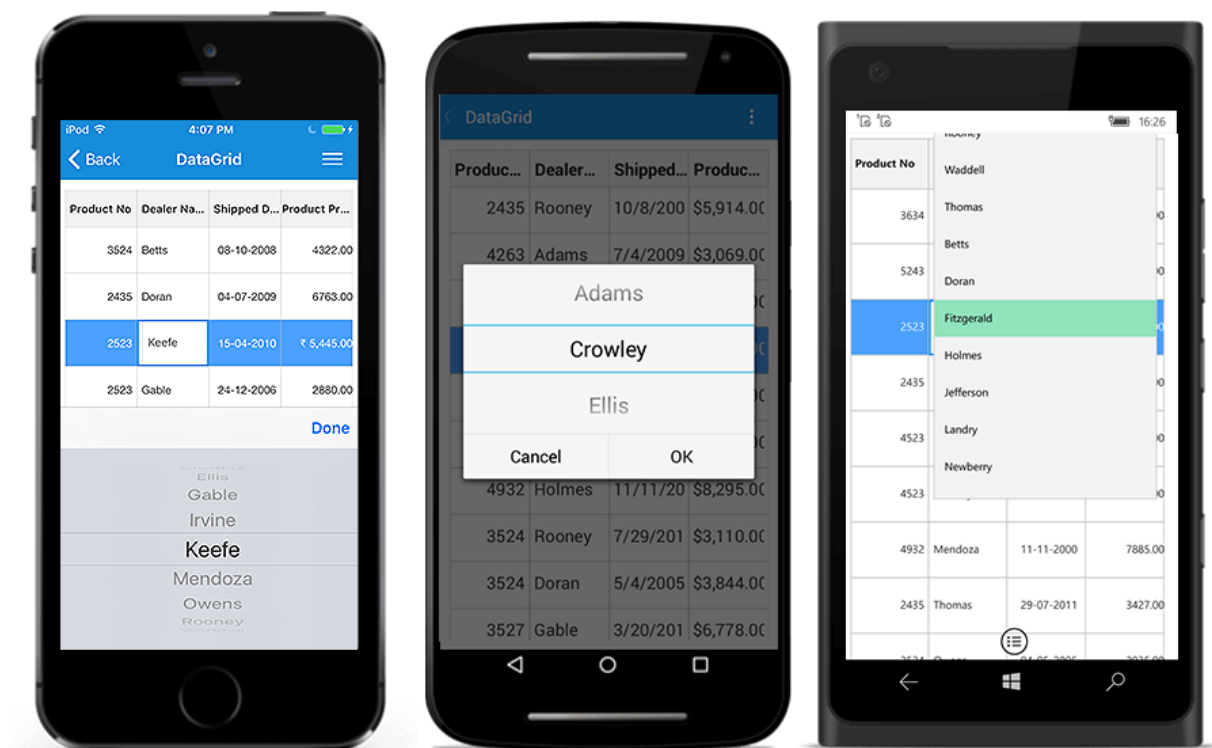 iPod 4:07 PM
Back DataGrid
Product No Dealer Na... Shipped D... Product Pr...
3524 Betts 08-10-2008 4322.00
2435 Doran 04-07-2009 6763.00
2523 Keefe 15-04-2010 ₹ 5,445.00
2523 Gable 24-12-2006 2880.00
Done
Ellis
Gable
Irvine
Keefe
Mendoza
Owens
Rooney
DataGrid
Produc... Dealer... Shipped... Produc...
2435 Rooney 10/8/200 $5,914.00
4263 Adams 7/4/2009 $3,069.00
Adams
Crowley
Ellis
Cancel OK
4932 Holmes 11/11/20 $8,295.00
3524 Rooney 7/29/201 $3,110.00
3524 Doran 5/4/2005 $3,844.00
3527 Gable 3/20/201 $6,778.00
16:26
Rooney
Product No
Waddell
Thomas
3634
Betts
5243
Doran
Fitzgerald
2523
Holmes
2435
Jefferson
Landry
4523
Newberry
4523
4932 Mendoza 11-11-2000 7885.00
2435 Thomas 29-07-2011 3427.00